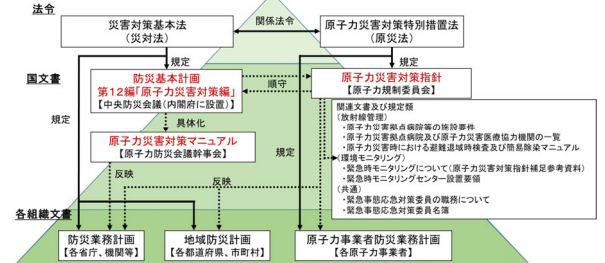 法令
災害対策基本法
(災対法)
関係法令
原子力災害対策特別措置法
(原災法)
国文書
規定
規定
防災基本計画
第12編「原子力災害対策編」
【中央防災会議(内閣府に設置)】
順守
原子力災害対策指針
【原子力規制委員会】
規定
具体化
原子力災害対策マニュアル
【原子力防災会議幹事会】
規定
関連文書及び規定類
(放射線管理)
・原子力災害拠点病院等の施設要件
・原子力災害拠点病院及び原子力災害医療協力機関の一覧
・原子力災害時における避難退域時検査及び簡易除染マニュアル
(環境モニタリング)
・緊急時モニタリングについて(原子力災害対策指針補足参考資料)
・緊急時モニタリングセンター設置要領
(共通)
・緊急事態応急対策委員の職務について
・緊急事態応急対策委員名簿
反映
反映
各組織文書
防災業務計画
【各省庁、機関等】
地域防災計画
【各都道府県、市町村】
原子力事業者防災業務計画
【各原子力事業者】